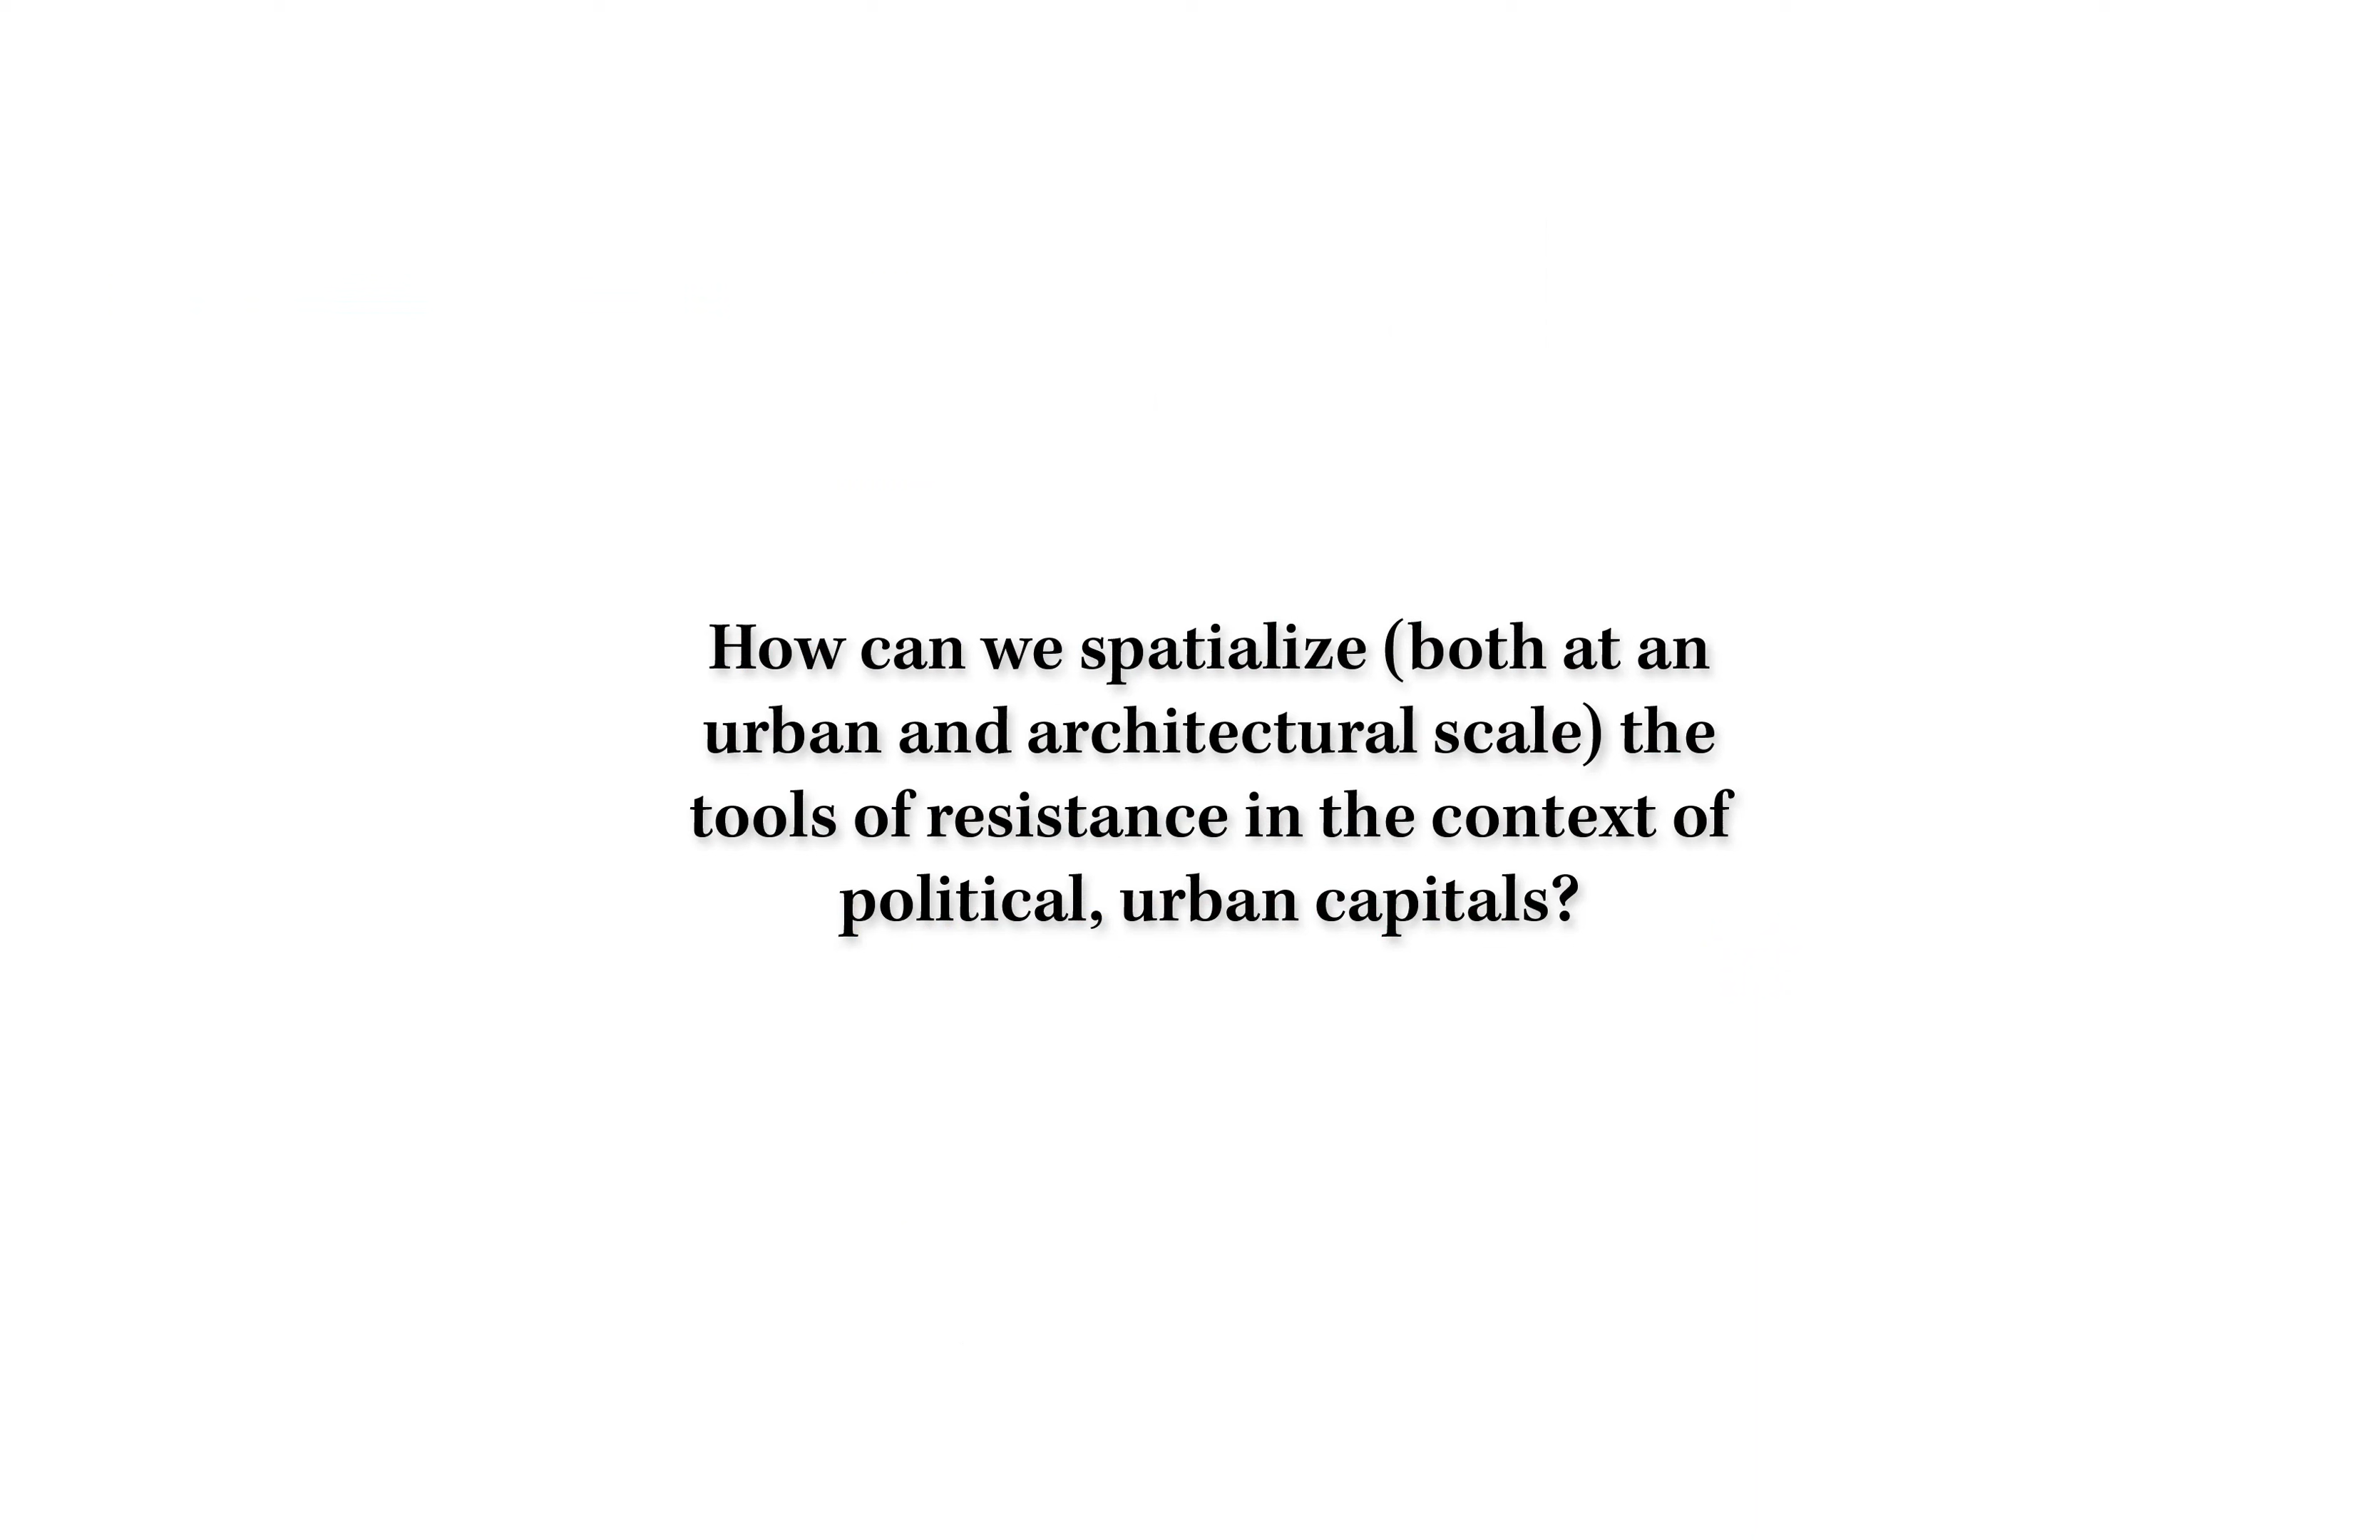 How can we spatialize (both at an
urban and architectural scale) the
tools of resistance in the context of
political, urban capitals?